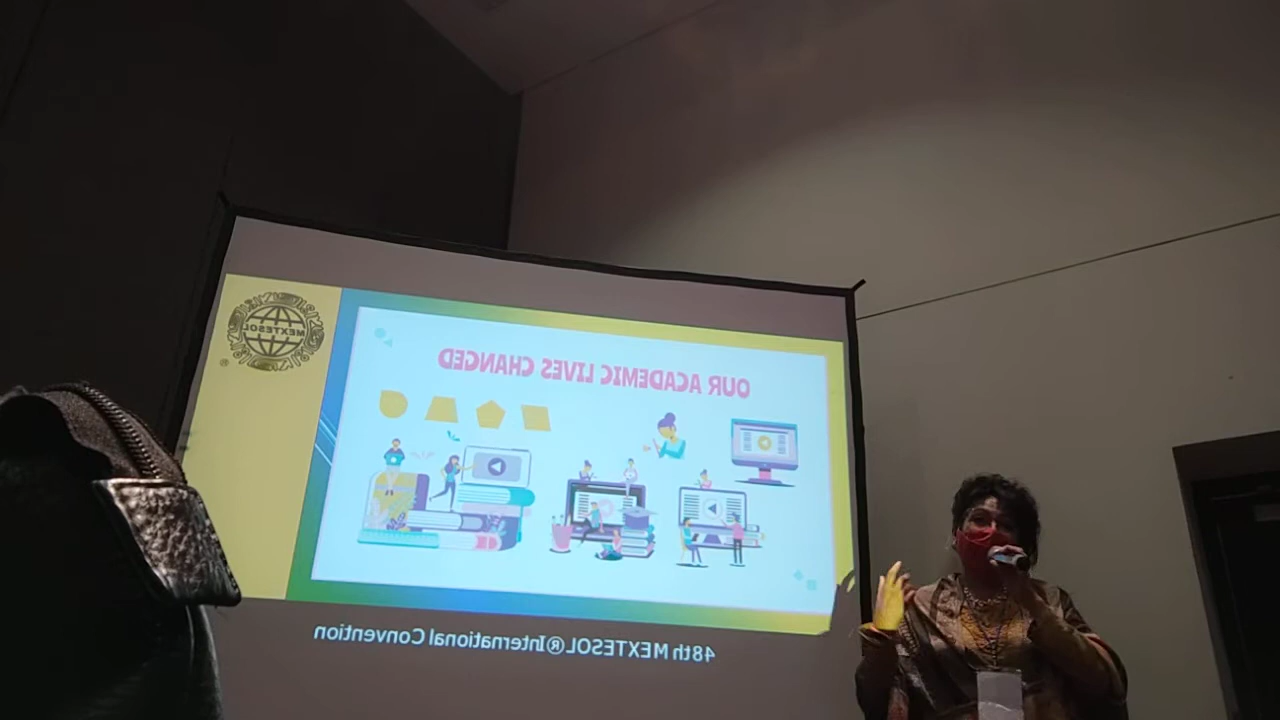 MEXTESOL
®
OUR ACADEMIC LIVES CHANGED
48th MEXTESOL® International Convention